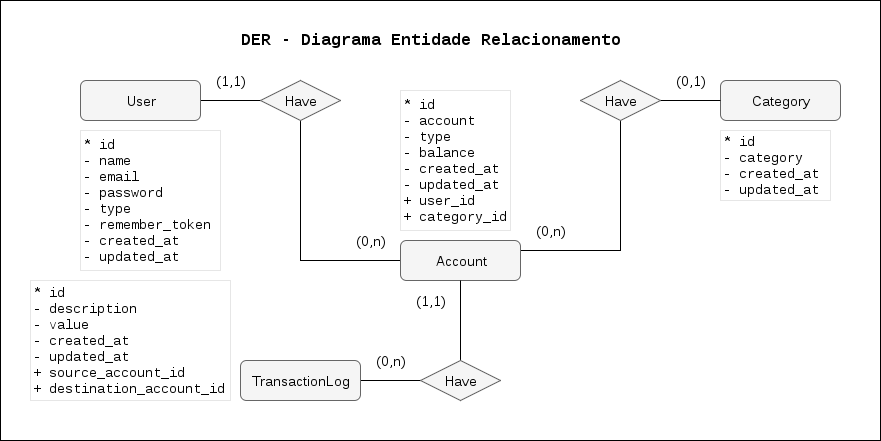 DER - Diagrama Entidade Relacionamento
User
(1,1)
Have
* id
- name
- email
- password
- type
- remember_token
- created_at
- updated_at
* id
- account
- type
- balance
- created_at
- updated_at
+ user_id
+ category_id
Have
(0,1)
Category
* id
- category
- created_at
- updated_at
(0,n)
Account
(0,n)
(1,1)
* id
- description
- value
- created_at
- updated_at
+ source_account_id
+ destination_account_id
TransactionLog
(0,n)
Have